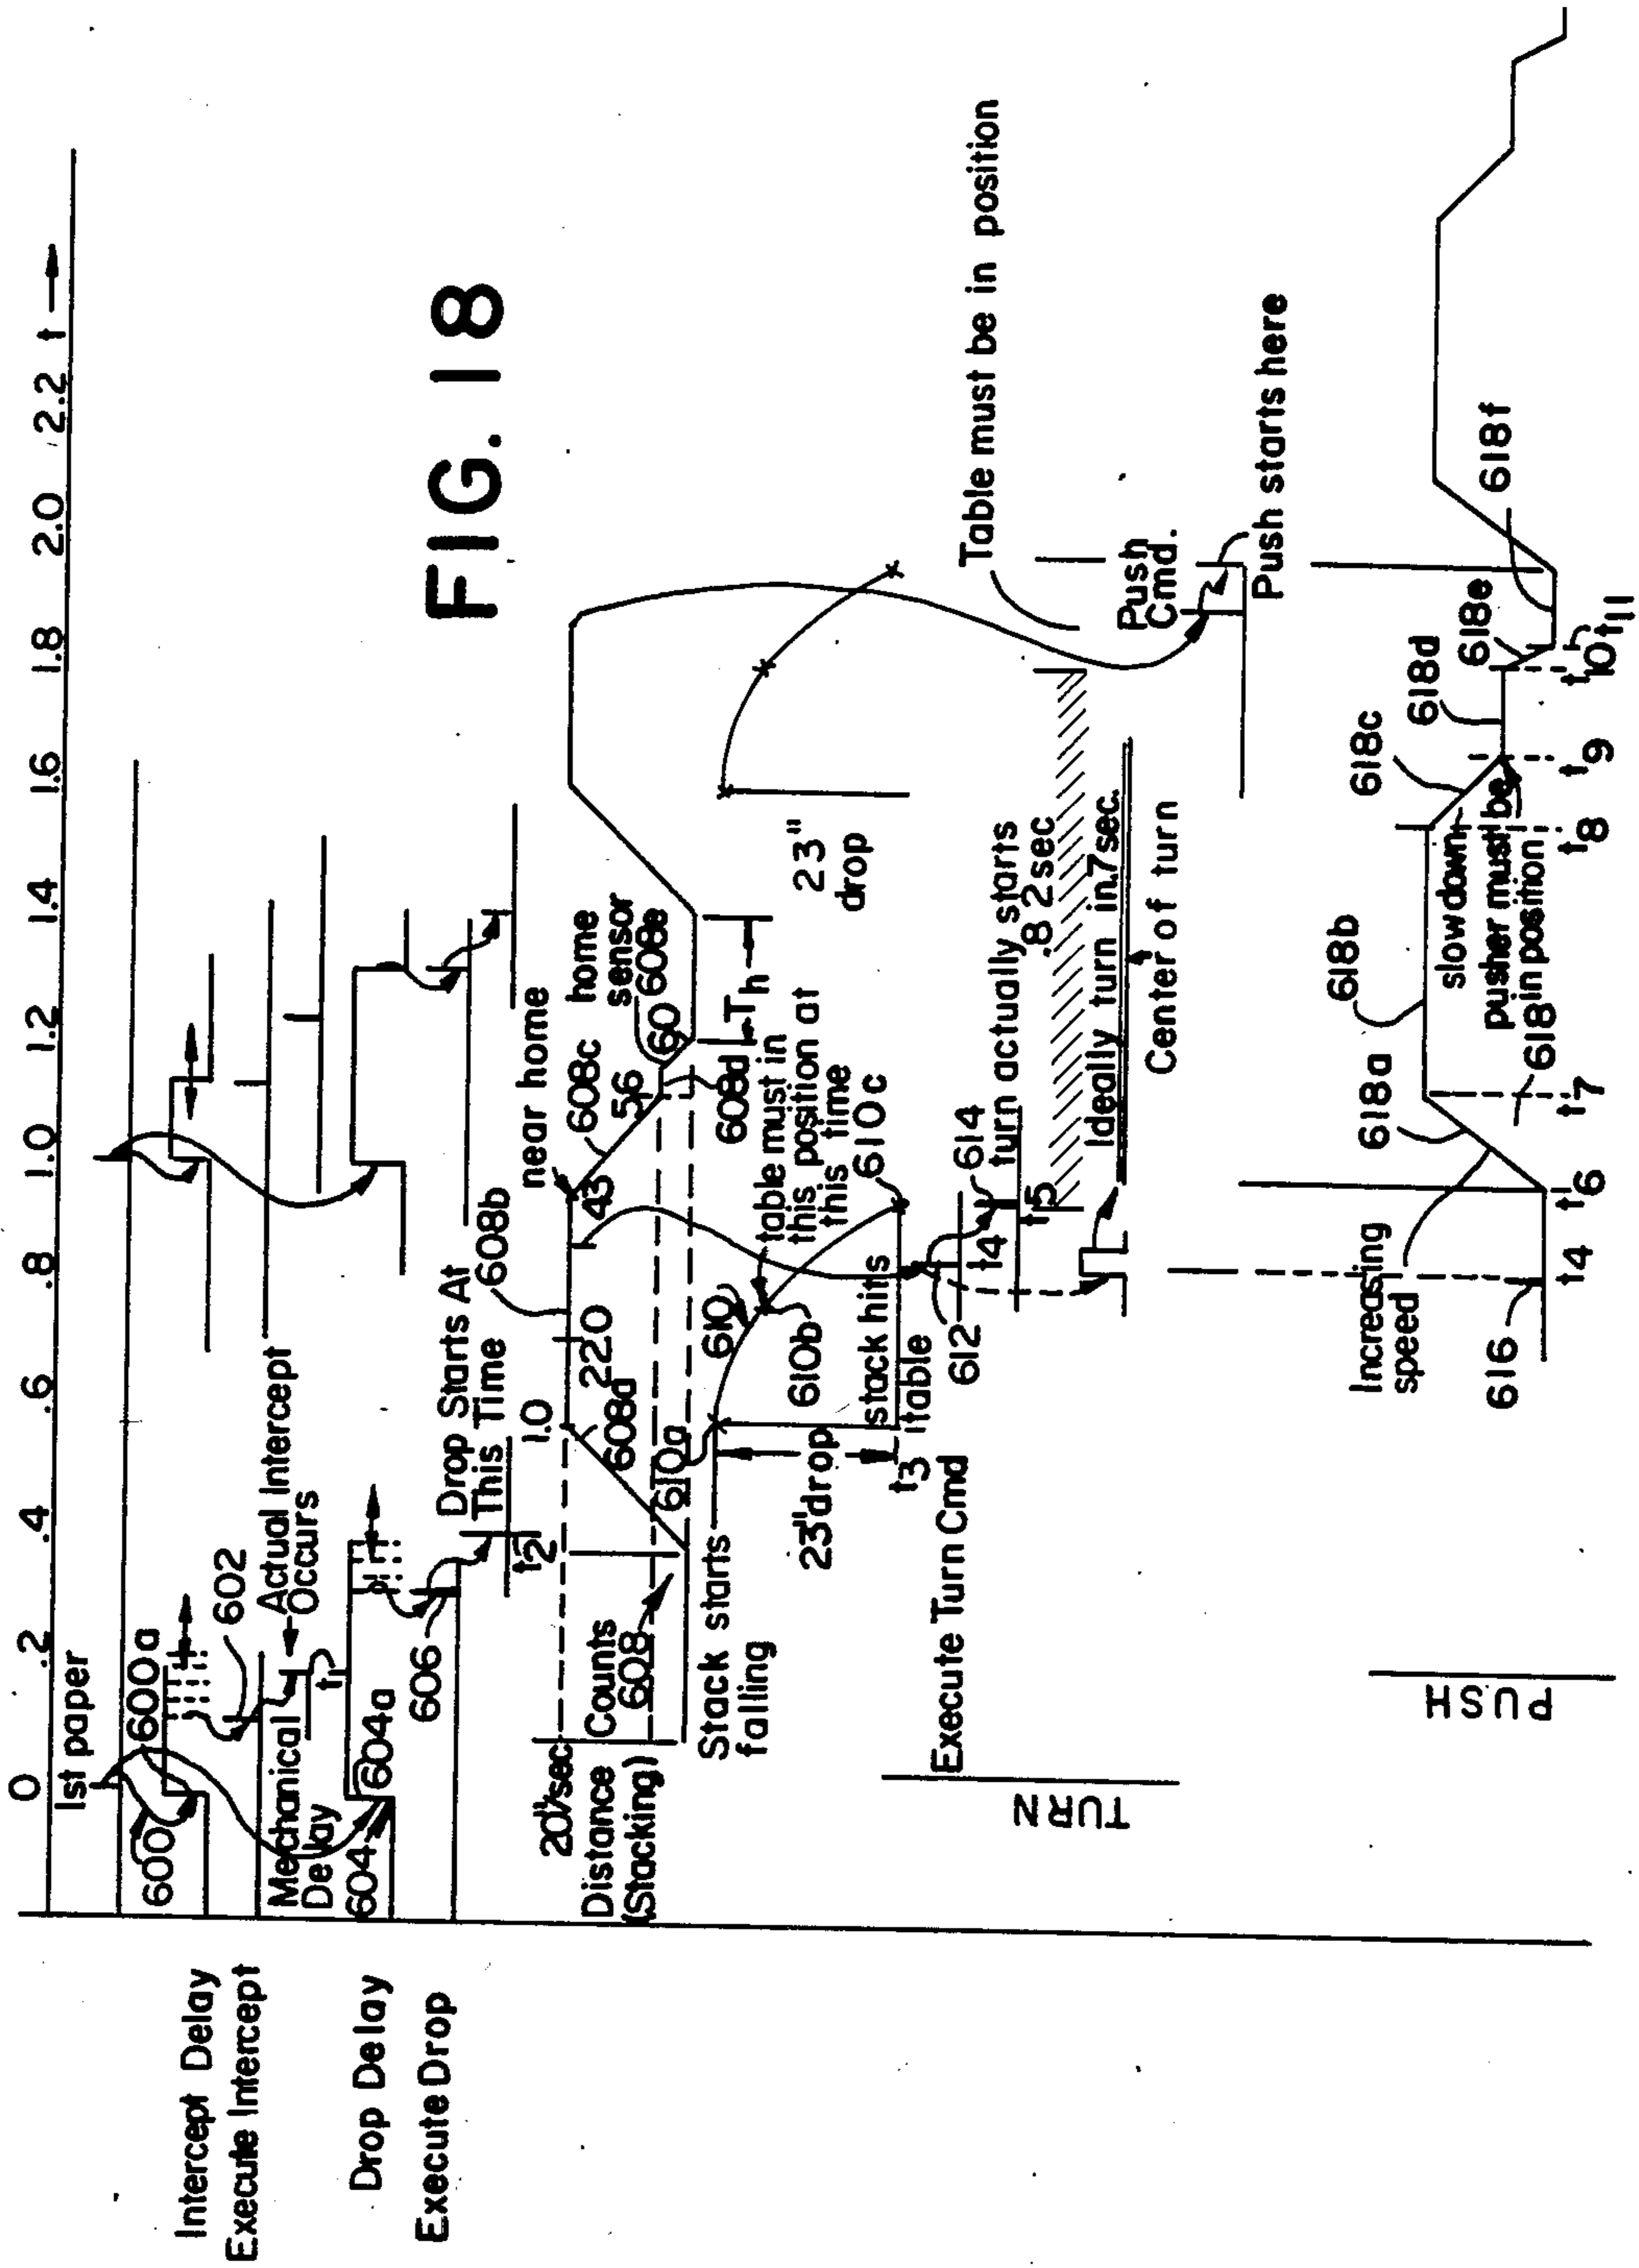 FIG. 18
0 .2 .4 .6 .8 1.0 1.2 1.4 1.6 1.8 2.0 2.2 t
1st paper
Intercept Delay
600
600a
Execute Intercept
602
Mechanical
Delay
Actual Intercept
Occurs
t1
Drop Delay
604
604a
Execute Drop
606
Drop Starts At
This Time
t2
20"/sec
Distance Counts
(Stacking)
608
608a
1.0
220
608b
near home
43
608c
56
608d
home
sensor
60
608e
Th
Stack starts
falling
610a
610
610b
610c
23" drop
t3
stack hits
table
table must in
this position at
this time
23"
drop
TURN
Execute Turn Cmd
612
t4
614
turn actually starts
t5
.82sec
Ideally turn in.7sec.
Center of turn
Table must be in position
Push
Cmd.
Push starts here
PUSH
616
Increasing
speed
618a
618b
618
618c
slowdown
pusher must be
in position
618d
618e
618f
t4
t6
t7
t8
t9
t10
t11